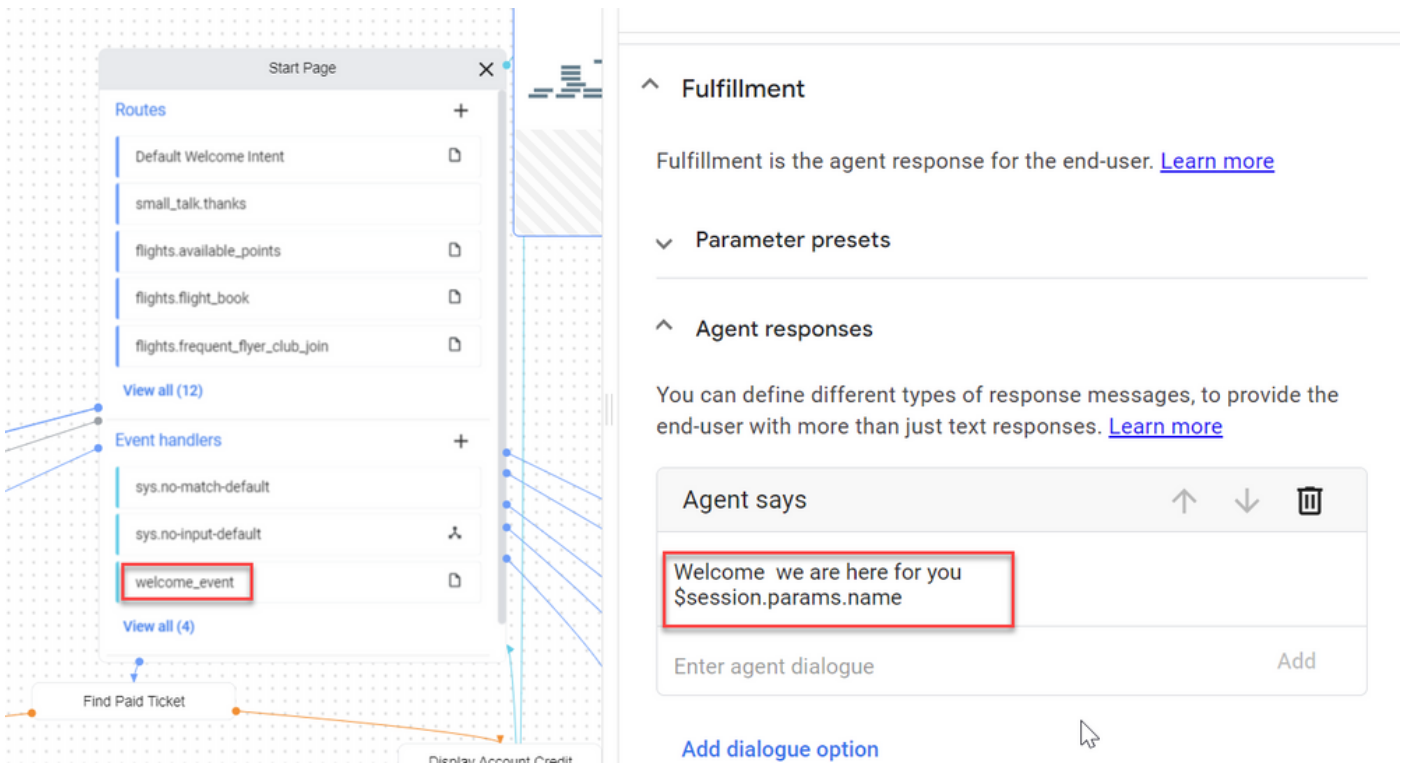 Start Page
Routes
Default Welcome Intent
small_talk.thanks
flights.available_points
flights.flight_book
flights.frequent_flyer_club_join
View all (12)
Event handlers
sys.no-match-default
sys.no-input-default
welcome_event
View all (4)
Find Paid Ticket
Display Account Credit
Fulfillment
Fulfillment is the agent response for the end-user. Learn more
Parameter presets
Agent responses
You can define different types of response messages, to provide the
end-user with more than just text responses. Learn more
Agent says
Welcome  we are here for you
$session.params.name
Enter agent dialogue
Add
Add dialogue option